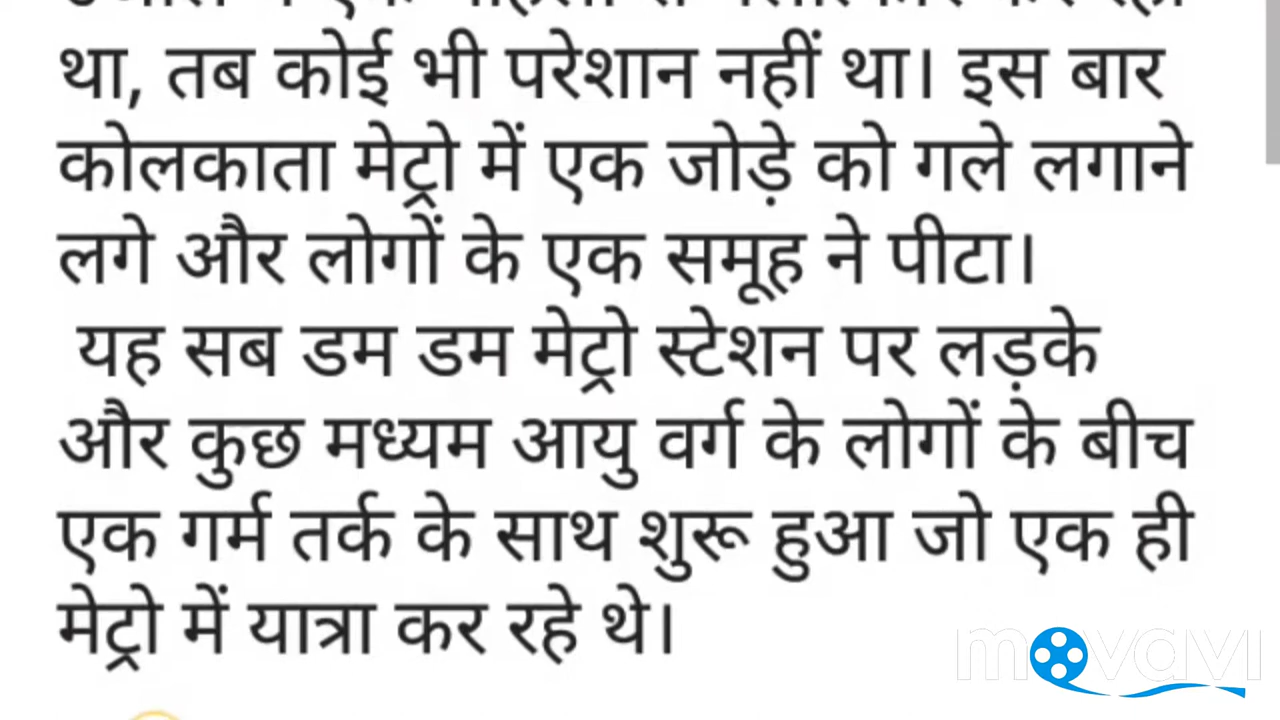 था, तब कोई भी परेशान नहीं था। इस बार
कोलकाता मेट्रो में एक जोड़े को गले लगाने
लगे और लोगों के एक समूह ने पीटा।
यह सब डम डम मेट्रो स्टेशन पर लड़के
और कुछ मध्यम आयु वर्ग के लोगों के बीच
एक गर्म तर्क के साथ शुरू हुआ जो एक ही
मेट्रो में यात्रा कर रहे थे।
movavi